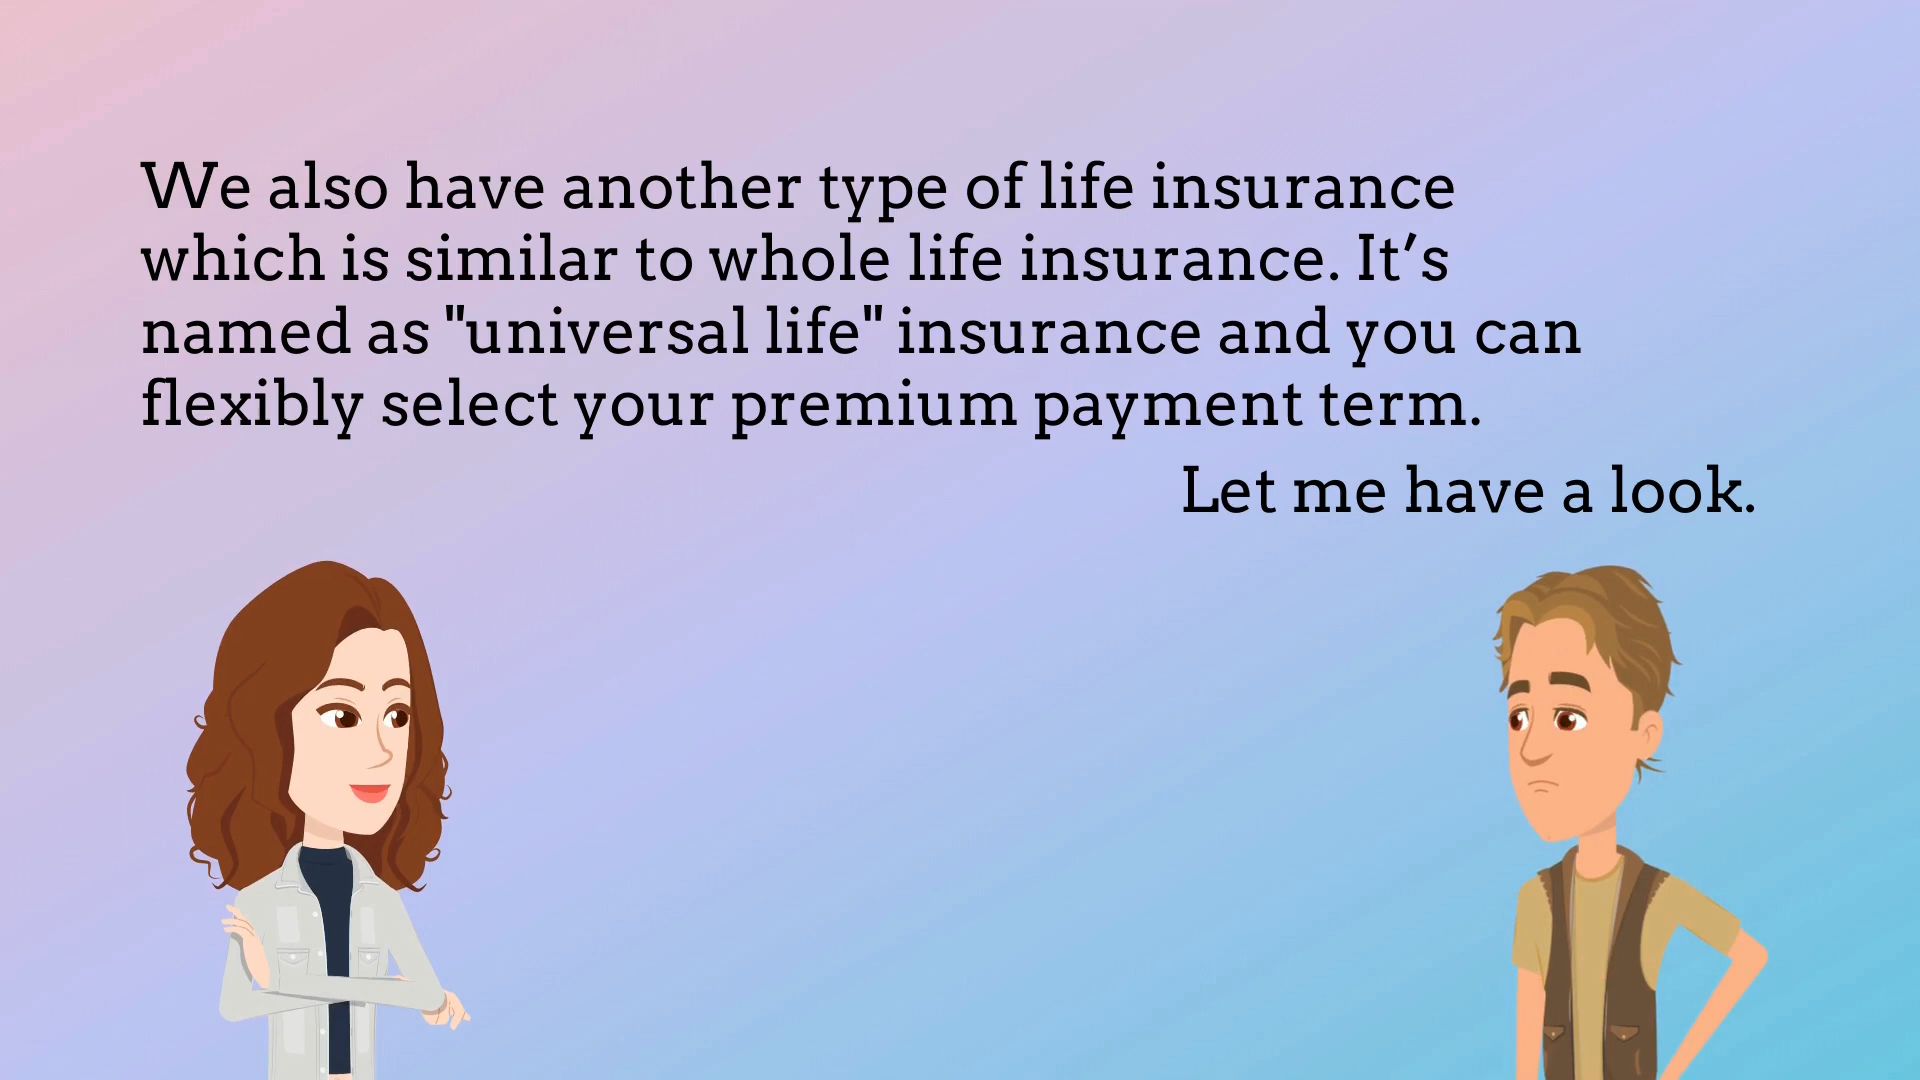 We also have another type of life insurance
which is similar to whole life insurance. It’s
named as "universal life" insurance and you can
flexibly select your premium payment term.
Let me have a look.